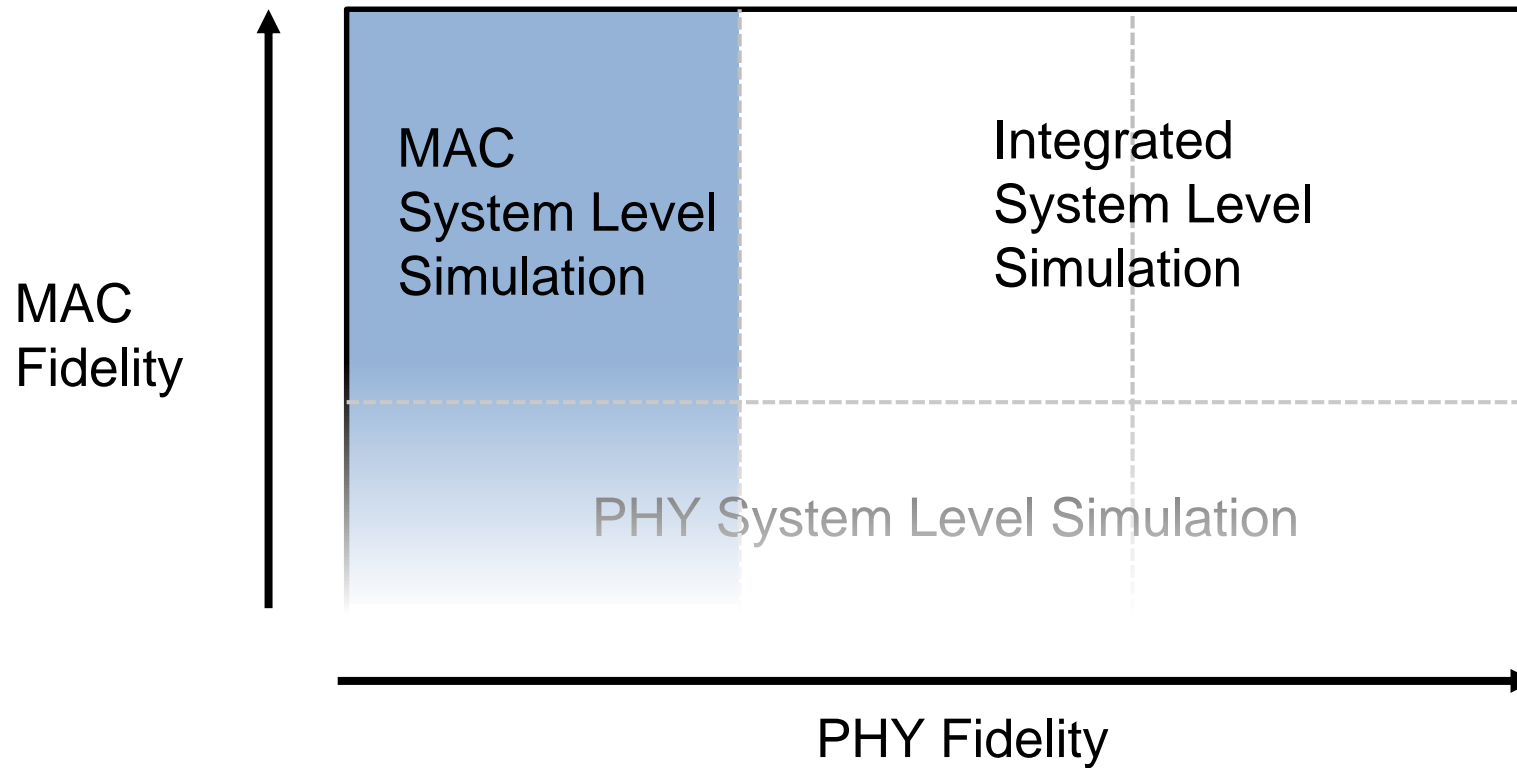 MAC
System Level
Simulation
Integrated
System Level
Simulation
MAC
Fidelity
PHY System Level Simulation
PHY Fidelity